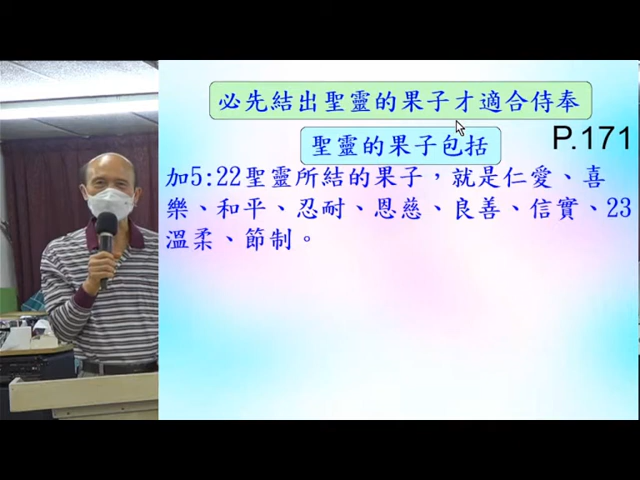 必先結出聖靈的果子才適合侍奉
聖靈的果子包括
P.171
加5:22聖靈所結的果子，就是仁愛、喜
樂、和平、忍耐、恩慈、良善、信實、23
溫柔、節制。